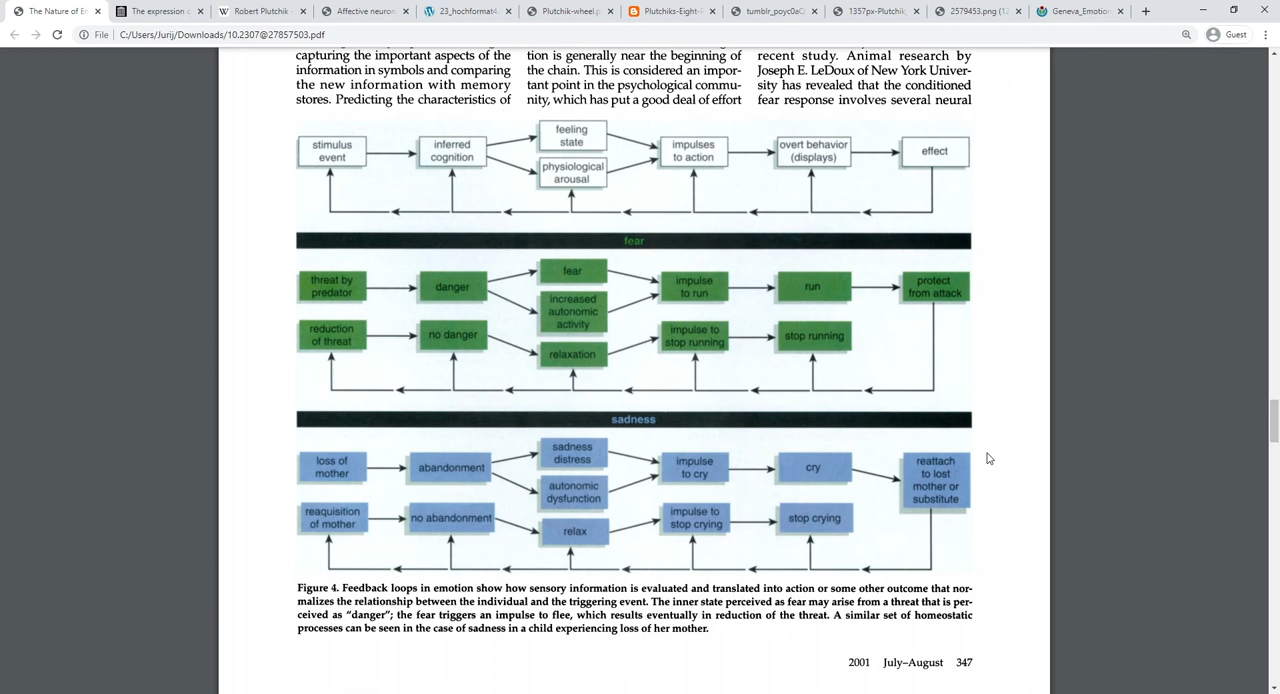 The Nature of E
The expression o
Robert Plutchik -
Affective neuron
23_hochformat4
Plutchik-wheel.p
Plutchiks-Eight-P
tumblr_poyc0aC
1357px-Plutchik
2579453.png (12
Geneva_Emotion
File
C:/Users/Jurij/Downloads/10.2307@27857503.pdf
Guest
capturing the important aspects of
information in symbols and comparing
the new information with memory
stores. Predicting the characteristics of
tion is generally near the beginning of
the chain. This is considered an impor-
tant point in the psychological commu-
nity, which has put a good deal of effort
recent study. Animal research by
Joseph E. LeDoux of New York Univer-
sity has revealed that the conditioned
fear response involves several neural
stimulus
event
inferred
cognition
feeling
state
physiological
arousal
impulses
to action
overt behavior
(displays)
effect
fear
threat by
predator
danger
fear
increased
autonomic
activity
impulse
to run
run
protect
from attack
reduction
of threat
no danger
relaxation
impulse to
stop running
stop running
sadness
loss of
mother
abandonment
sadness
distress
autonomic
dysfunction
impulse
to cry
cry
reattach
to lost
mother or
substitute
reaquisition
of mother
no abandonment
relax
impulse to
stop crying
stop crying
Figure 4. Feedback loops in emotion show how sensory information is evaluated and translated into action or some other outcome that nor-
malizes the relationship between the individual and the triggering event. The inner state perceived as fear may arise from a threat that is per-
ceived as “danger”; the fear triggers an impulse to flee, which results eventually in reduction of the threat. A similar set of homeostatic
processes can be seen in the case of sadness in a child experiencing loss of her mother.
2001 July–August 347